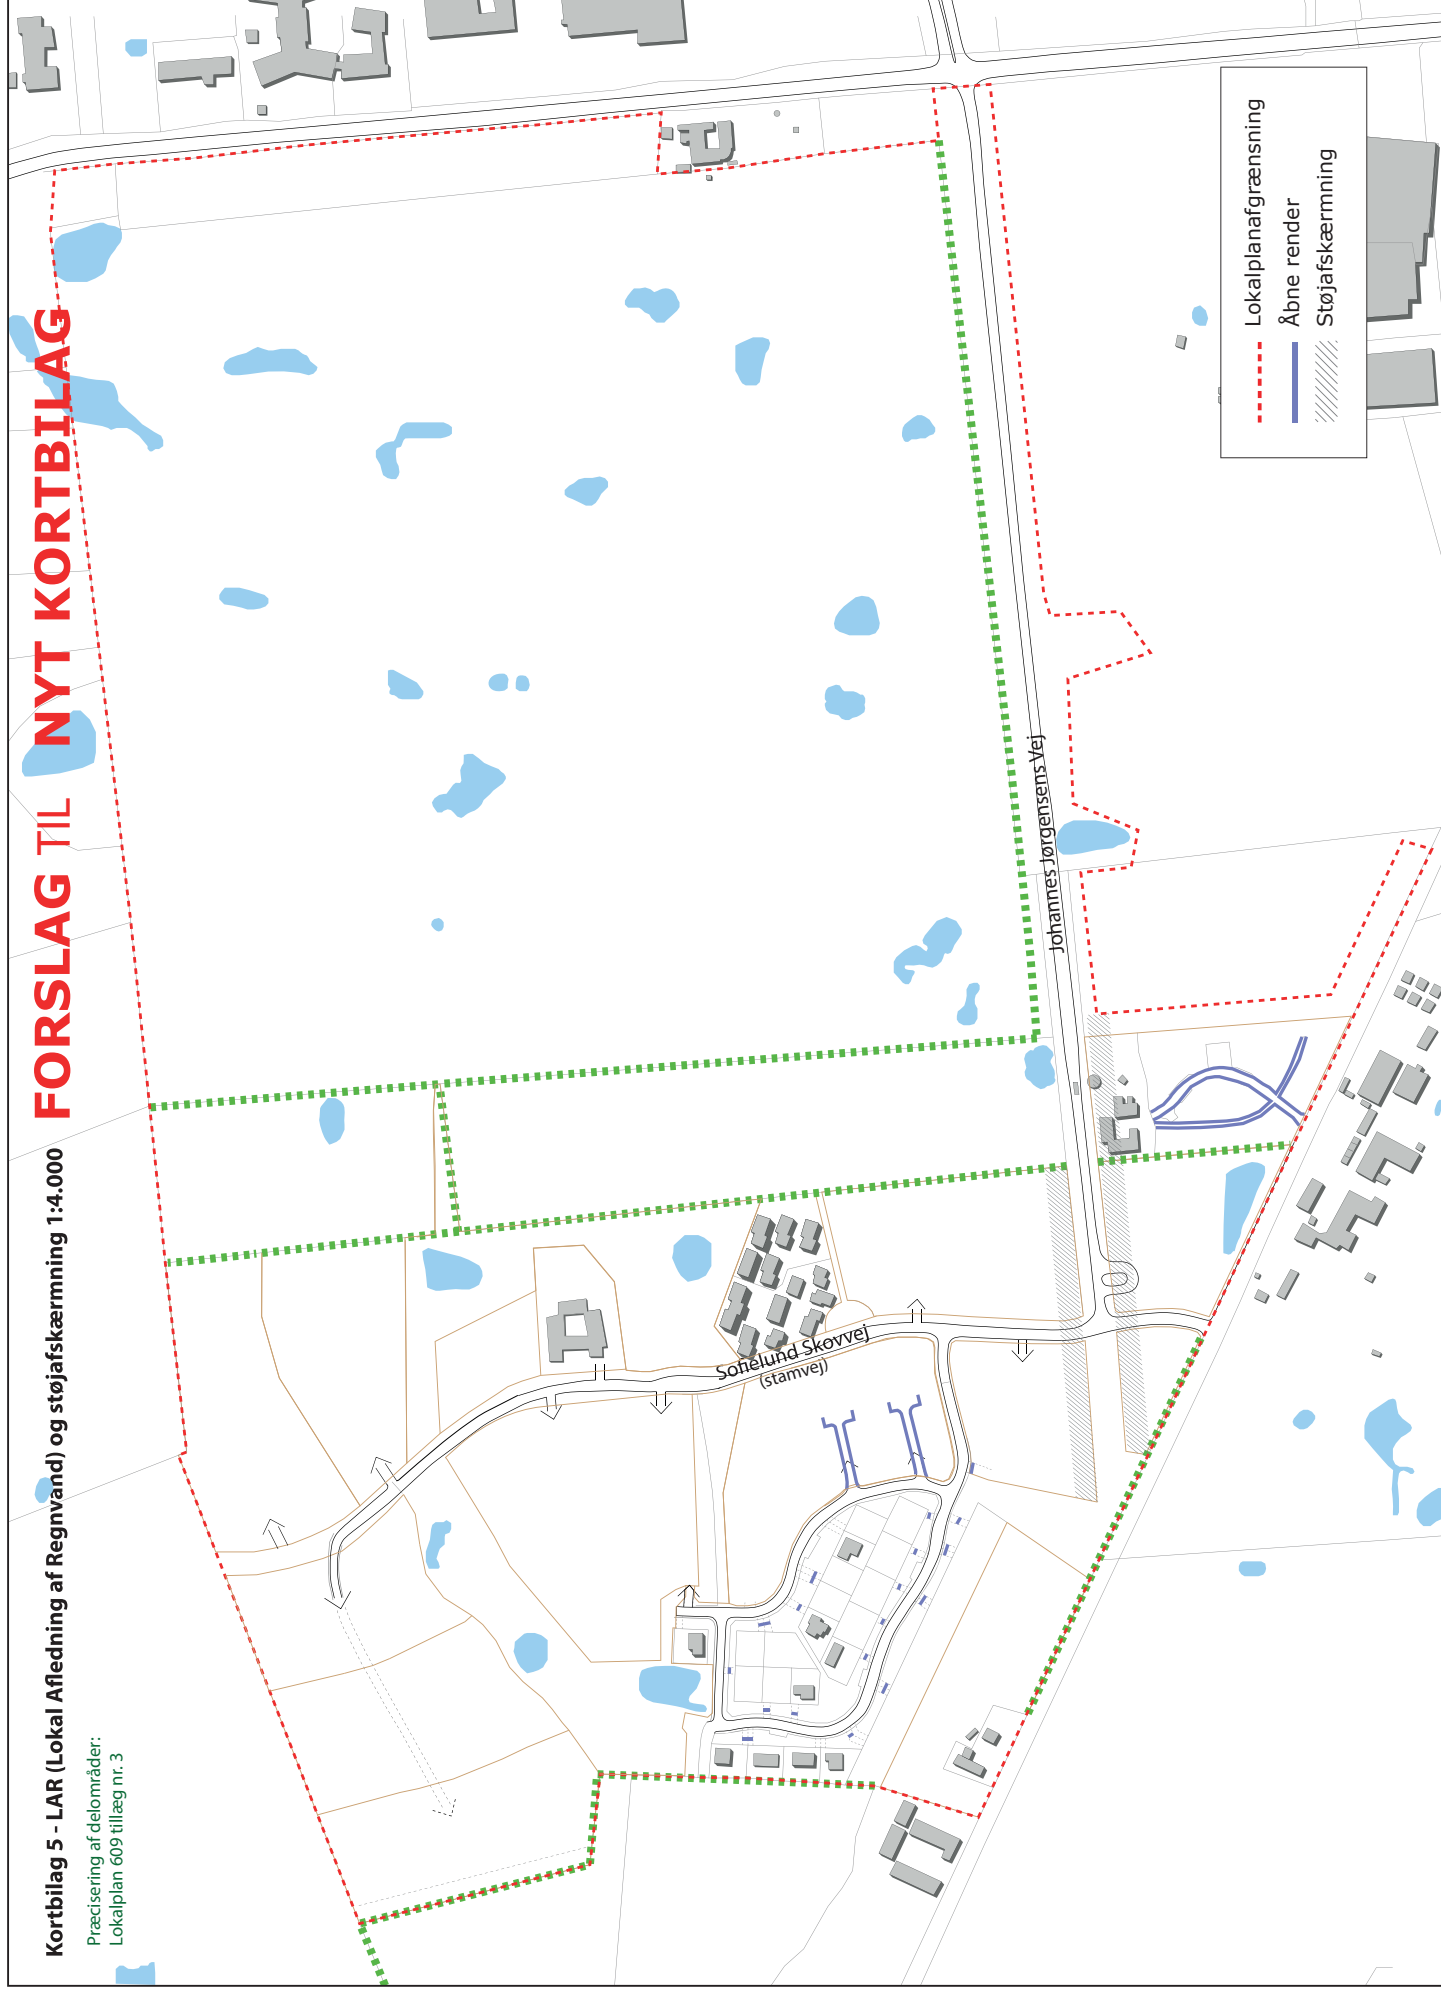 FORSLAG TIL NYT KORTBILAG
Kortbilag 5 - LAR (Lokal Afledning af Regnvand) og støjafskærmning 1:4.000
Præcisering af delområder:
Lokalplan 609 tillæg nr. 3
Sofielund Skovvej
(stamvej)
Johannes Jørgensens Vej
Lokalplanafgrænsning
Åbne render
Støjafskærmning